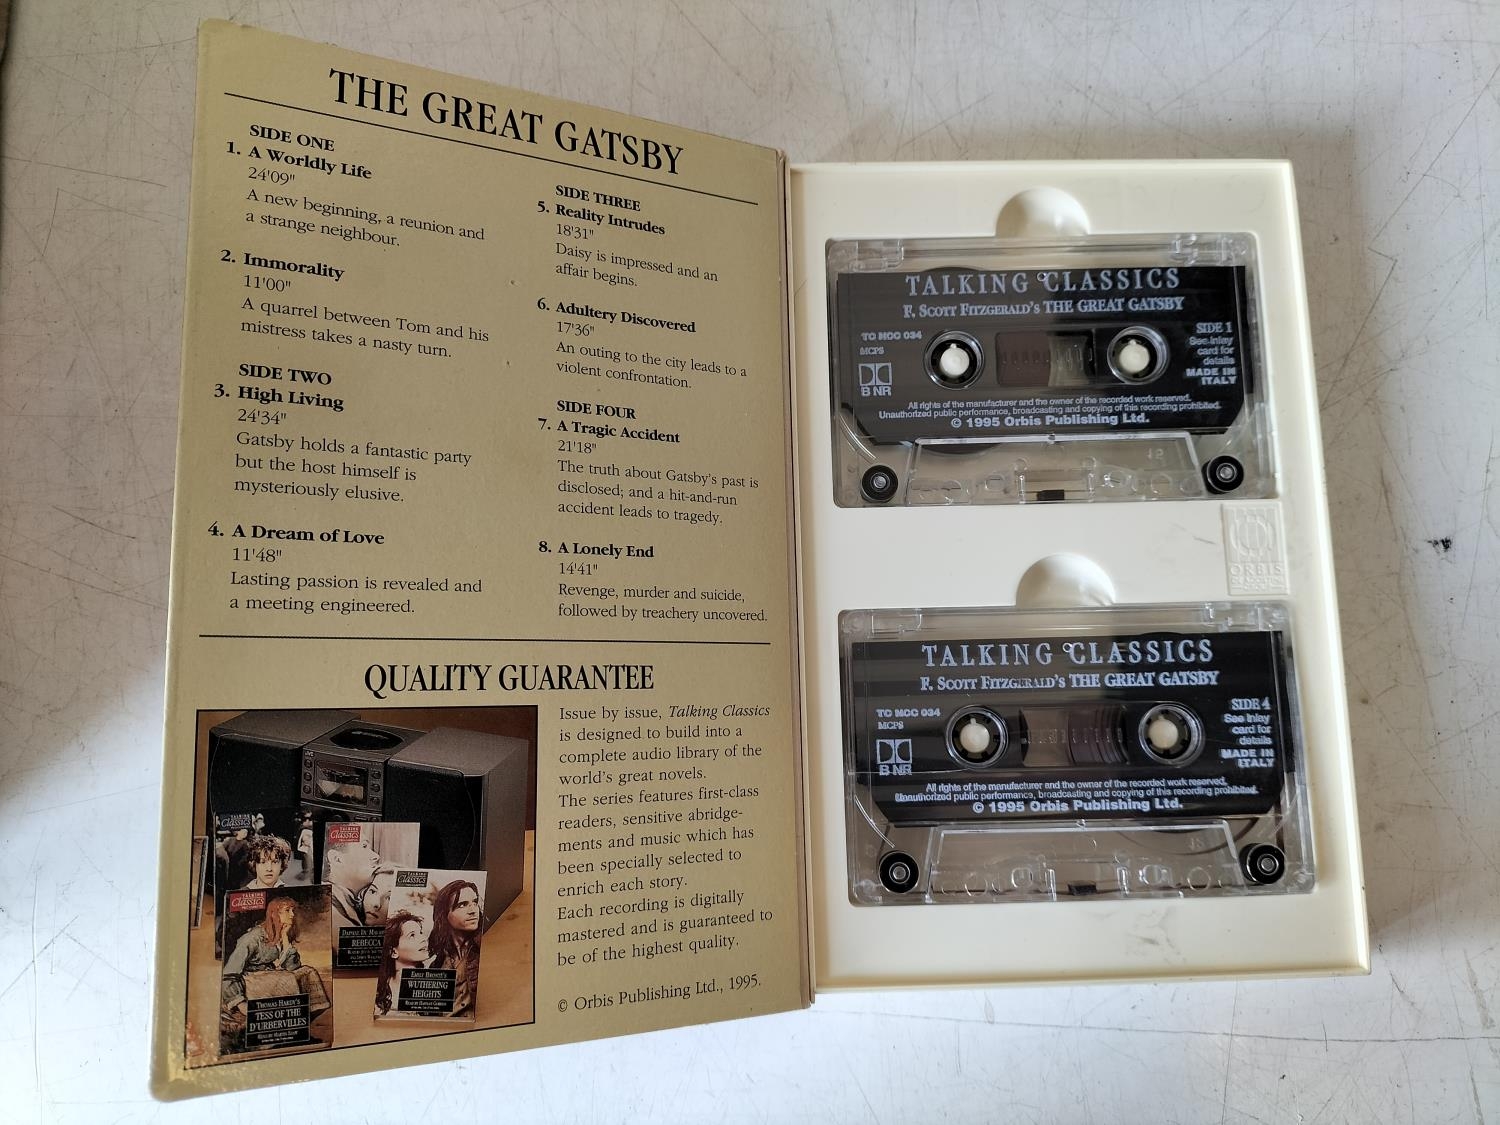 THE GREAT GATSBY
SIDE ONE
1. A Worldly Life
24'09"
A new beginning, a reunion and
a strange neighbour.
2. Immorality
11'00"
A quarrel between Tom and his
mistress takes a nasty turn.
SIDE TWO
3. High Living
24'34"
Gatsby holds a fantastic party
but the host himself is
mysteriously elusive.
4. A Dream of Love
11'48"
Lasting passion is revealed and
a meeting engineered.
SIDE THREE
5. Reality Intrudes
18'31"
Daisy is impressed and an
affair begins.
6. Adultery Discovered
17'36"
An outing to the city leads to a
violent confrontation.
SIDE FOUR
7. A Tragic Accident
21'18"
The truth about Gatsby's past is
disclosed; and a hit-and-run
accident leads to tragedy.
8. A Lonely End
14'41"
Revenge, murder and suicide,
followed by treachery uncovered.
QUALITY GUARANTEE
Issue by issue, Talking Classics
is designed to build into a
complete audio library of the
world's great novels.
The series features first-class
readers, sensitive abridge-
ments and music which has
been specially selected to
enrich each story.
Each recording is digitally
mastered and is guaranteed to
be of the highest quality.
© Orbis Publishing Ltd., 1995.
JVC
TALKING
Classics
TALKING
Classics
TALKING
Classics
TALKING
Classics
REBECCA
EMILY BRONTË'S
WUTHERING
HEIGHTS
THOMAS HARDY'S
TESS OF THE
D'URBERVILLES
TALKING CLASSICS
F. SCOTT FITZGERALD'S THE GREAT GATSBY
TC NCC 034
MCPS
B NR
SIDE 1
See inlay
card for
details
MADE IN
ITALY
All rights of the manufacturer and the owner of the recorded work reserved.
Unauthorized public performance, broadcasting and copying of this recording prohibited.
© 1995 Orbis Publishing Ltd.
ORBIS
TALKING CLASSICS
F. SCOTT FITZGERALD'S THE GREAT GATSBY
TC NCC 034
MCPS
B NR
SIDE 4
See inlay
card for
details
MADE IN
ITALY
All rights of the manufacturer and the owner of the recorded work reserved.
Unauthorized public performance, broadcasting and copying of this recording prohibited.
© 1995 Orbis Publishing Ltd.